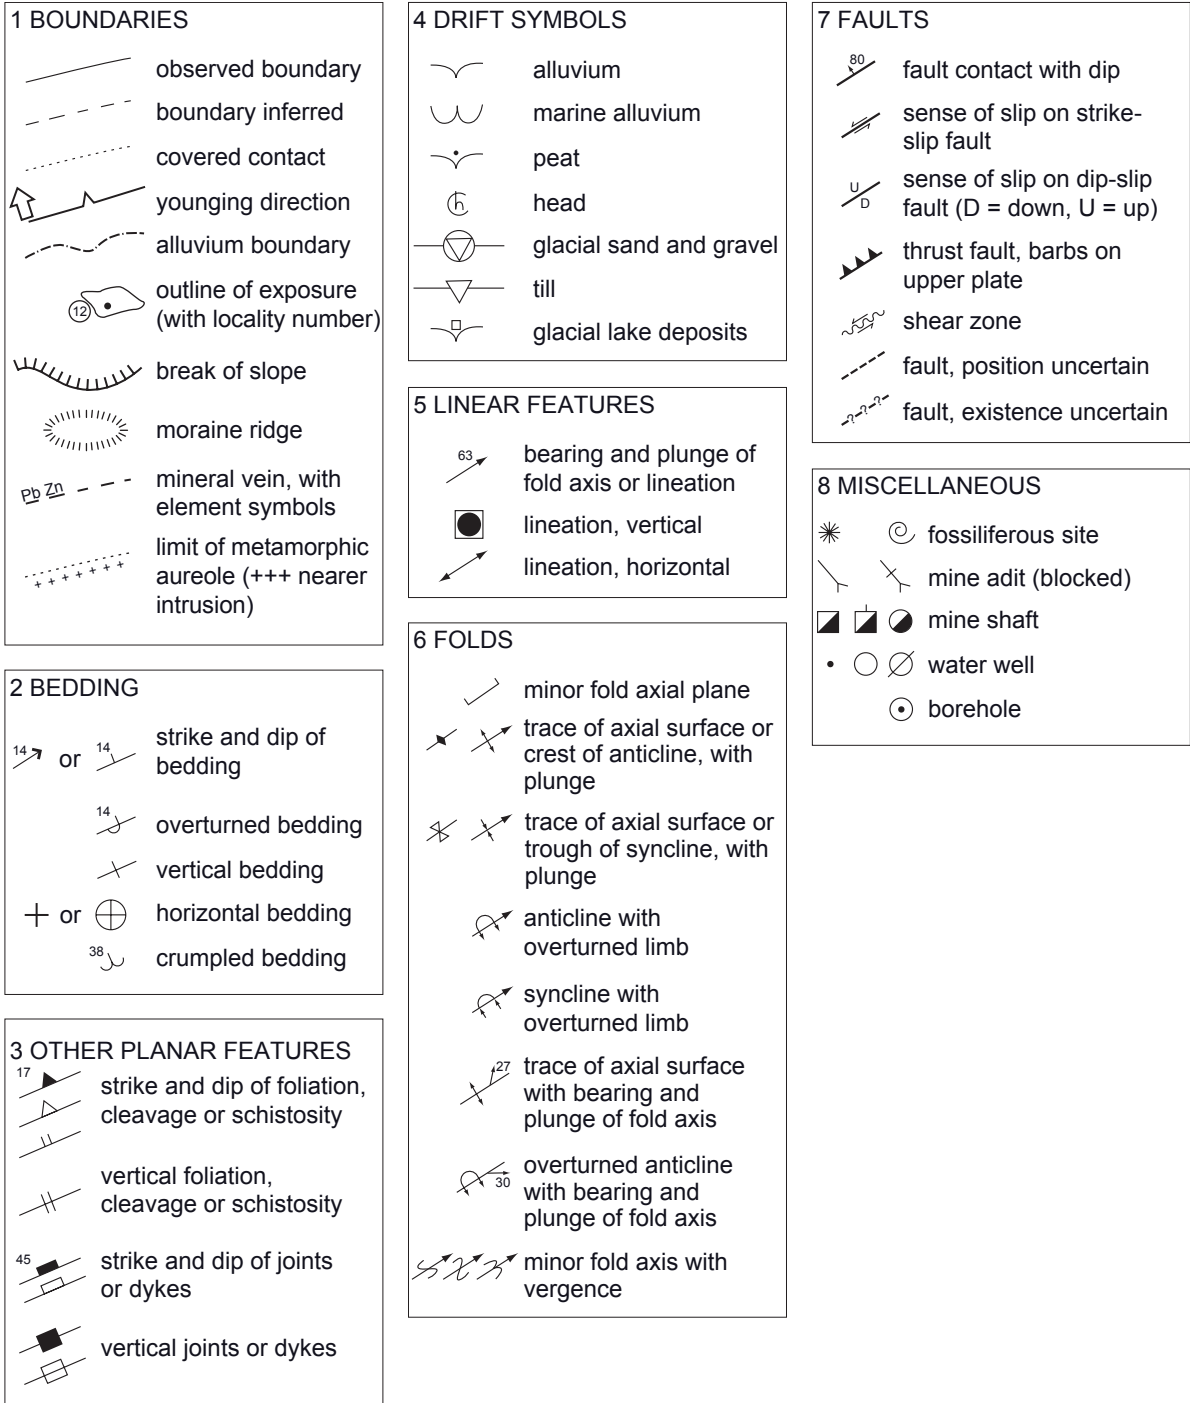 1 BOUNDARIES
observed boundary
boundary inferred
covered contact
younging direction
alluvium boundary
12
outline of exposure
(with locality number)
break of slope
moraine ridge
Pb Zn
mineral vein, with
element symbols
limit of metamorphic
aureole (+++ nearer
intrusion)
2 BEDDING
14 or 14
strike and dip of
bedding
14
overturned bedding
vertical bedding
or
horizontal bedding
38
crumpled bedding
3 OTHER PLANAR FEATURES
17
strike and dip of foliation,
cleavage or schistosity
vertical foliation,
cleavage or schistosity
45
strike and dip of joints
or dykes
vertical joints or dykes
4 DRIFT SYMBOLS
alluvium
marine alluvium
peat
h
head
glacial sand and gravel
till
glacial lake deposits
5 LINEAR FEATURES
63
bearing and plunge of
fold axis or lineation
lineation, vertical
lineation, horizontal
6 FOLDS
minor fold axial plane
trace of axial surface or
crest of anticline, with
plunge
trace of axial surface or
trough of syncline, with
plunge
anticline with
overturned limb
syncline with
overturned limb
27
trace of axial surface
with bearing and
plunge of fold axis
30
overturned anticline
with bearing and
plunge of fold axis
minor fold axis with
vergence
7 FAULTS
80
fault contact with dip
sense of slip on strike-
slip fault
U
D
sense of slip on dip-slip
fault (D = down, U = up)
thrust fault, barbs on
upper plate
shear zone
fault, position uncertain
? ? ?
fault, existence uncertain
8 MISCELLANEOUS
fossiliferous site
mine adit (blocked)
mine shaft
water well
borehole